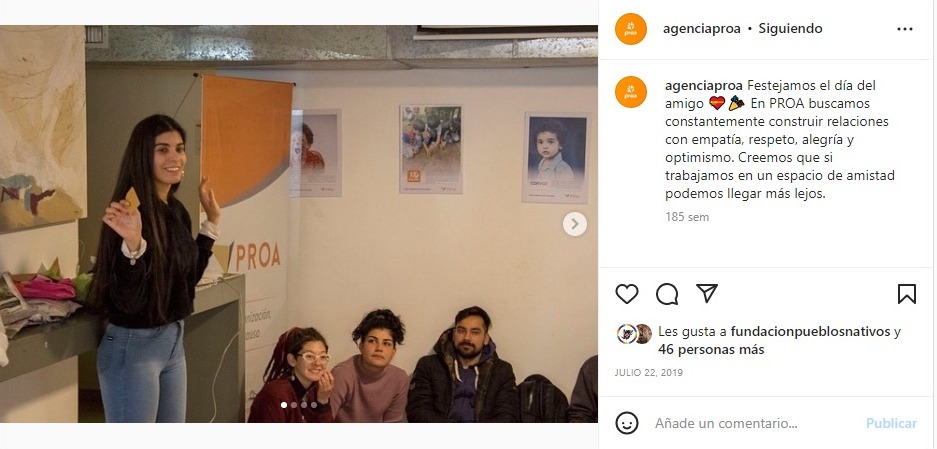 agenciaproa • Siguiendo
agenciaproa Festejamos el día del
amigo ❤️ 🎉 En PROA buscamos
constantemente construir relaciones
con empatía, respeto, alegría y
optimismo. Creemos que si
trabajamos en un espacio de amistad
podemos llegar más lejos.
185 sem
PROA
Les gusta a fundacionpueblosnativos y
46 personas más
JULIO 22, 2019
Añade un comentario...
Publicar